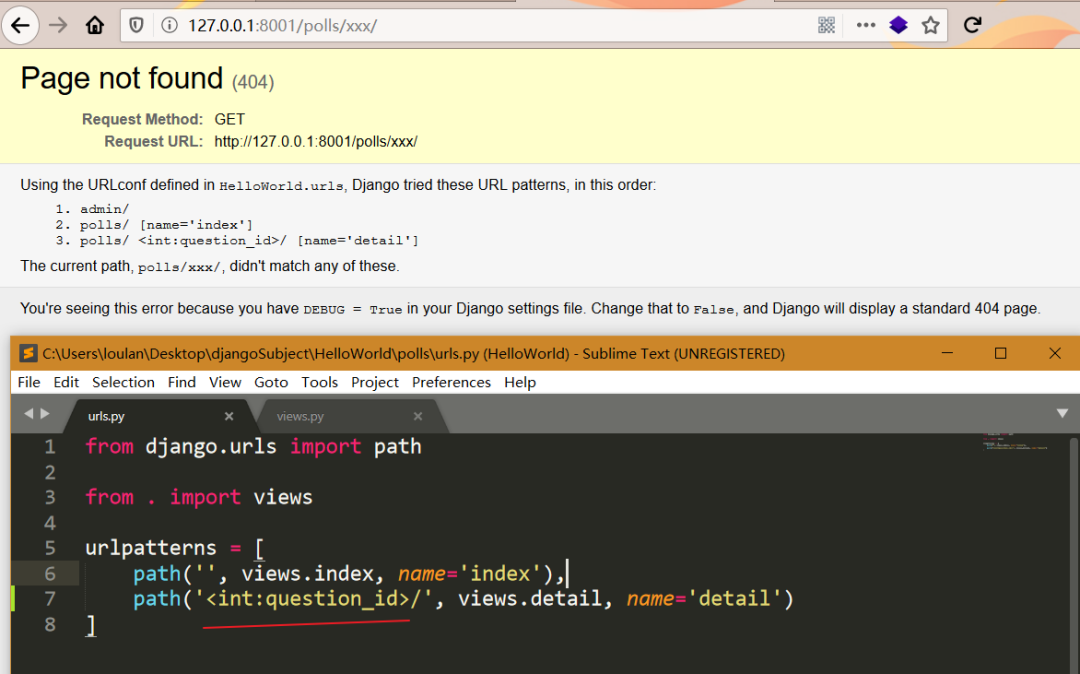 127.0.0.1:8001/polls/xxx/
Page not found (404)
Request Method: GET
Request URL: http://127.0.0.1:8001/polls/xxx/
Using the URLconf defined in HelloWorld.urls, Django tried these URL patterns, in this order:
1. admin/
2. polls/ [name='index']
3. polls/ <int:question_id>/ [name='detail']
The current path, polls/xxx/, didn't match any of these.
You're seeing this error because you have DEBUG = True in your Django settings file. Change that to False, and Django will display a standard 404 page.
C:\Users\loulan\Desktop\djangoSubject\HelloWorld\polls\urls.py (HelloWorld) - Sublime Text (UNREGISTERED)
File Edit Selection Find View Goto Tools Project Preferences Help
urls.py views.py
1 from django.urls import path
2
3 from . import views
4
5 urlpatterns = [
6 path('', views.index, name='index'),
7 path('<int:question_id>/', views.detail, name='detail')
8 ]